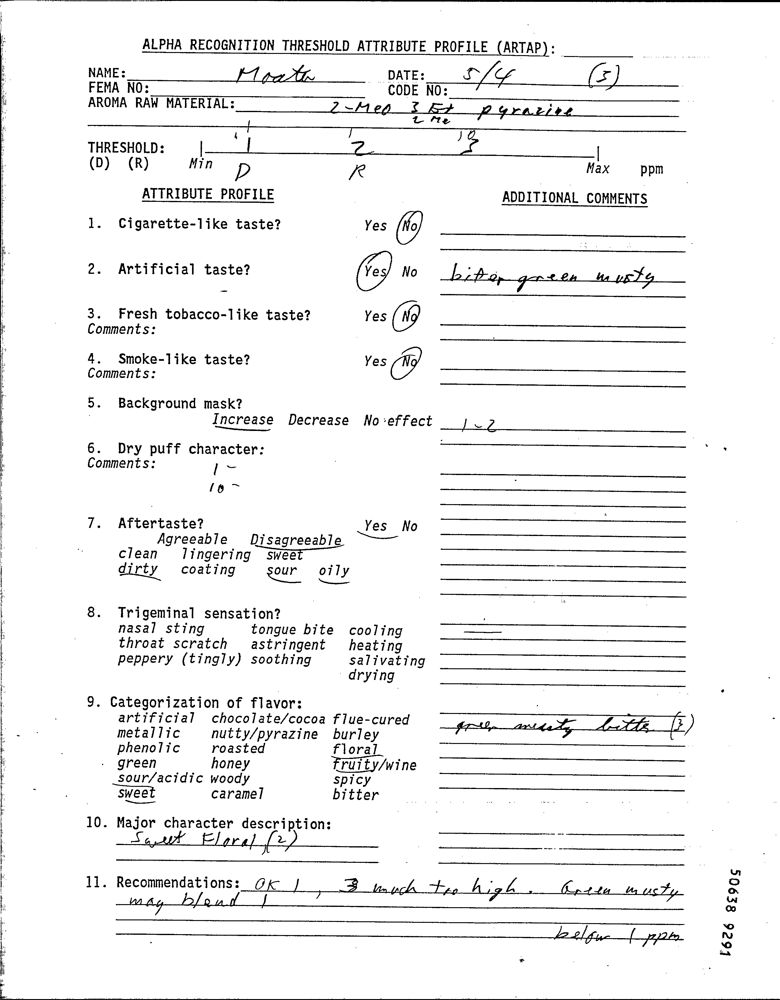 ALPHA RECOGNITION THRESHOLD ATTRIBUTE PROFILE (ARTAP):
NAME: DATE: 5/4 (3)
FEMA NO: CODE NO:
AROMA RAW MATERIAL: 2-MeO 3 Et pyrazine
2 Me
.1 1 10
THRESHOLD: 1 2 3
(D) (R) Min D R Max ppm
ATTRIBUTE PROFILE ADDITIONAL COMMENTS
1. Cigarette-like taste? Yes No
2. Artificial taste? Yes No bitter green musty
3. Fresh tobacco-like taste? Yes No
Comments:
4. Smoke-like taste? Yes No
Comments:
5. Background mask?
Increase Decrease No effect 1-2
6. Dry puff character:
Comments: 1 -
10 -
7. Aftertaste? Yes No
Agreeable Disagreeable
clean lingering sweet
dirty coating sour oily
8. Trigeminal sensation?
nasal sting tongue bite cooling
throat scratch astringent heating
peppery (tingly) soothing salivating
drying
9. Categorization of flavor:
artificial chocolate/cocoa flue-cured green musty bitter (3)
metallic nutty/pyrazine burley
phenolic roasted floral
green honey fruity/wine
sour/acidic woody spicy
sweet caramel bitter
10. Major character description:
Sweet Floral (2)
11. Recommendations: OK 1, 3 much too high. Green musty
may blend 1
below 1 ppm
50638 9291